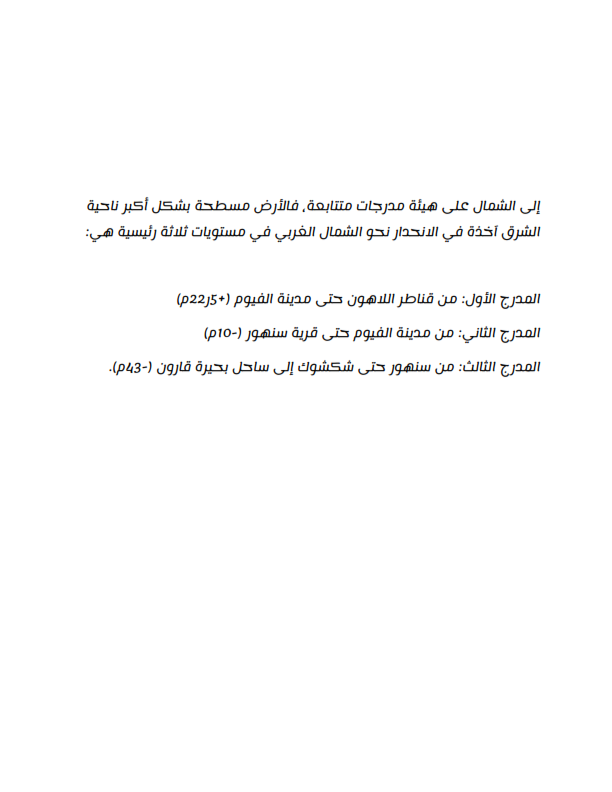 إلى الشمال على هيئة مدرجات متتابعة، فالأرض مسطحة بشكل أكبر ناحية
الشرق آخذة في الانحدار نحو الشمال الغربي في مستويات ثلاثة رئيسية هي:
المدرج الأول: من قناطر اللاهون حتى مدينة الفيوم (+5ر22م)
المدرج الثاني: من مدينة الفيوم حتى قرية سنهور (-10م)
المدرج الثالث: من سنهور حتى شكشوك إلى ساحل بحيرة قارون (-43م).